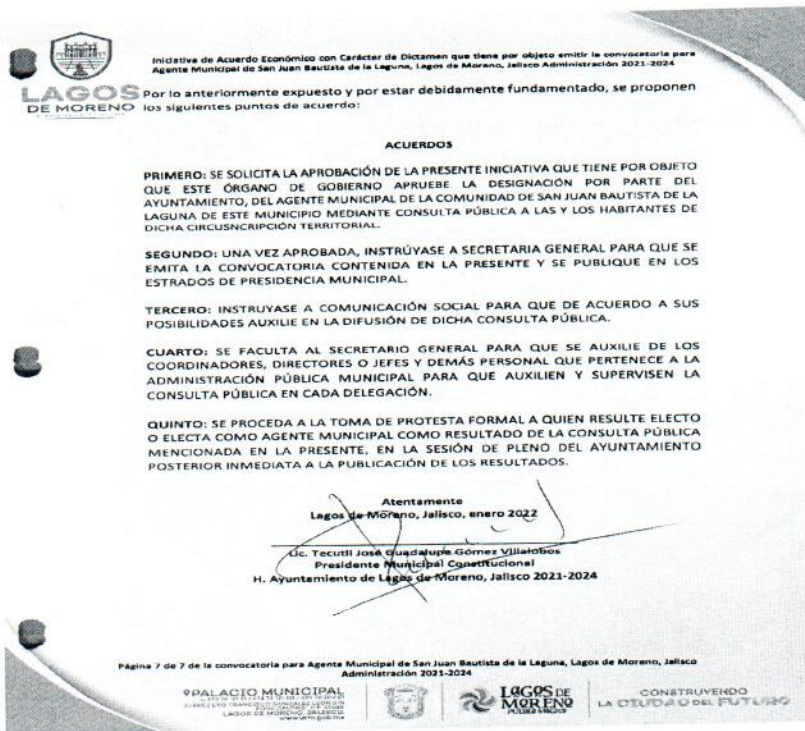 Iniciativa de Acuerdo Económico con Carácter de Dictamen que tiene por objeto emitir la convocatoria para
Agente Municipal de San Juan Bautista de la Laguna, Lagos de Moreno, Jalisco Administración 2021-2024
LAGOS
DE MORENO
Por lo anteriormente expuesto y por estar debidamente fundamentado, se proponen
los siguientes puntos de acuerdo:
ACUERDOS
PRIMERO: SE SOLICITA LA APROBACIÓN DE LA PRESENTE INICIATIVA QUE TIENE POR OBJETO
QUE ESTE ÓRGANO DE GOBIERNO APRUEBE LA DESIGNACIÓN POR PARTE DEL
AYUNTAMIENTO, DEL AGENTE MUNICIPAL DE LA COMUNIDAD DE SAN JUAN BAUTISTA DE LA
LAGUNA DE ESTE MUNICIPIO MEDIANTE CONSULTA PÚBLICA A LAS Y LOS HABITANTES DE
DICHA CIRCUSNCRIPCIÓN TERRITORIAL.
SEGUNDO: UNA VEZ APROBADA, INSTRÚYASE A SECRETARIA GENERAL PARA QUE SE
EMITA LA CONVOCATORIA CONTENIDA EN LA PRESENTE Y SE PUBLIQUE EN LOS
ESTRADOS DE PRESIDENCIA MUNICIPAL.
TERCERO: INSTRUYASE A COMUNICACIÓN SOCIAL PARA QUE DE ACUERDO A SUS
POSIBILIDADES AUXILIE EN LA DIFUSIÓN DE DICHA CONSULTA PÚBLICA.
CUARTO: SE FACULTA AL SECRETARIO GENERAL PARA QUE SE AUXILIE DE LOS
COORDINADORES, DIRECTORES O JEFES Y DEMÁS PERSONAL QUE PERTENECE A LA
ADMINISTRACIÓN PÚBLICA MUNICIPAL PARA QUE AUXILIEN Y SUPERVISEN LA
CONSULTA PÚBLICA EN CADA DELEGACIÓN.
QUINTO: SE PROCEDA A LA TOMA DE PROTESTA FORMAL A QUIEN RESULTE ELECTO
O ELECTA COMO AGENTE MUNICIPAL COMO RESULTADO DE LA CONSULTA PÚBLICA
MENCIONADA EN LA PRESENTE, EN LA SESIÓN DE PLENO DEL AYUNTAMIENTO
POSTERIOR INMEDIATA A LA PUBLICACIÓN DE LOS RESULTADOS.
Atentamente
Lagos de Moreno, Jalisco, enero 2022
Lic. Tecutli José Guadalupe Gómez Villalobos
Presidente Municipal Constitucional
H. Ayuntamiento de Lagos de Moreno, Jalisco 2021-2024
Página 7 de 7 de la convocatoria para Agente Municipal de San Juan Bautista de la Laguna, Lagos de Moreno, Jalisco
Administración 2021-2024
PALACIO MUNICIPAL
LAGOS DE MORENO, JALISCO.
LAGOS DE
MORENO
PUEBLO MÁGICO
CONSTRUYENDO
LA CIUDAD DEL FUTURO